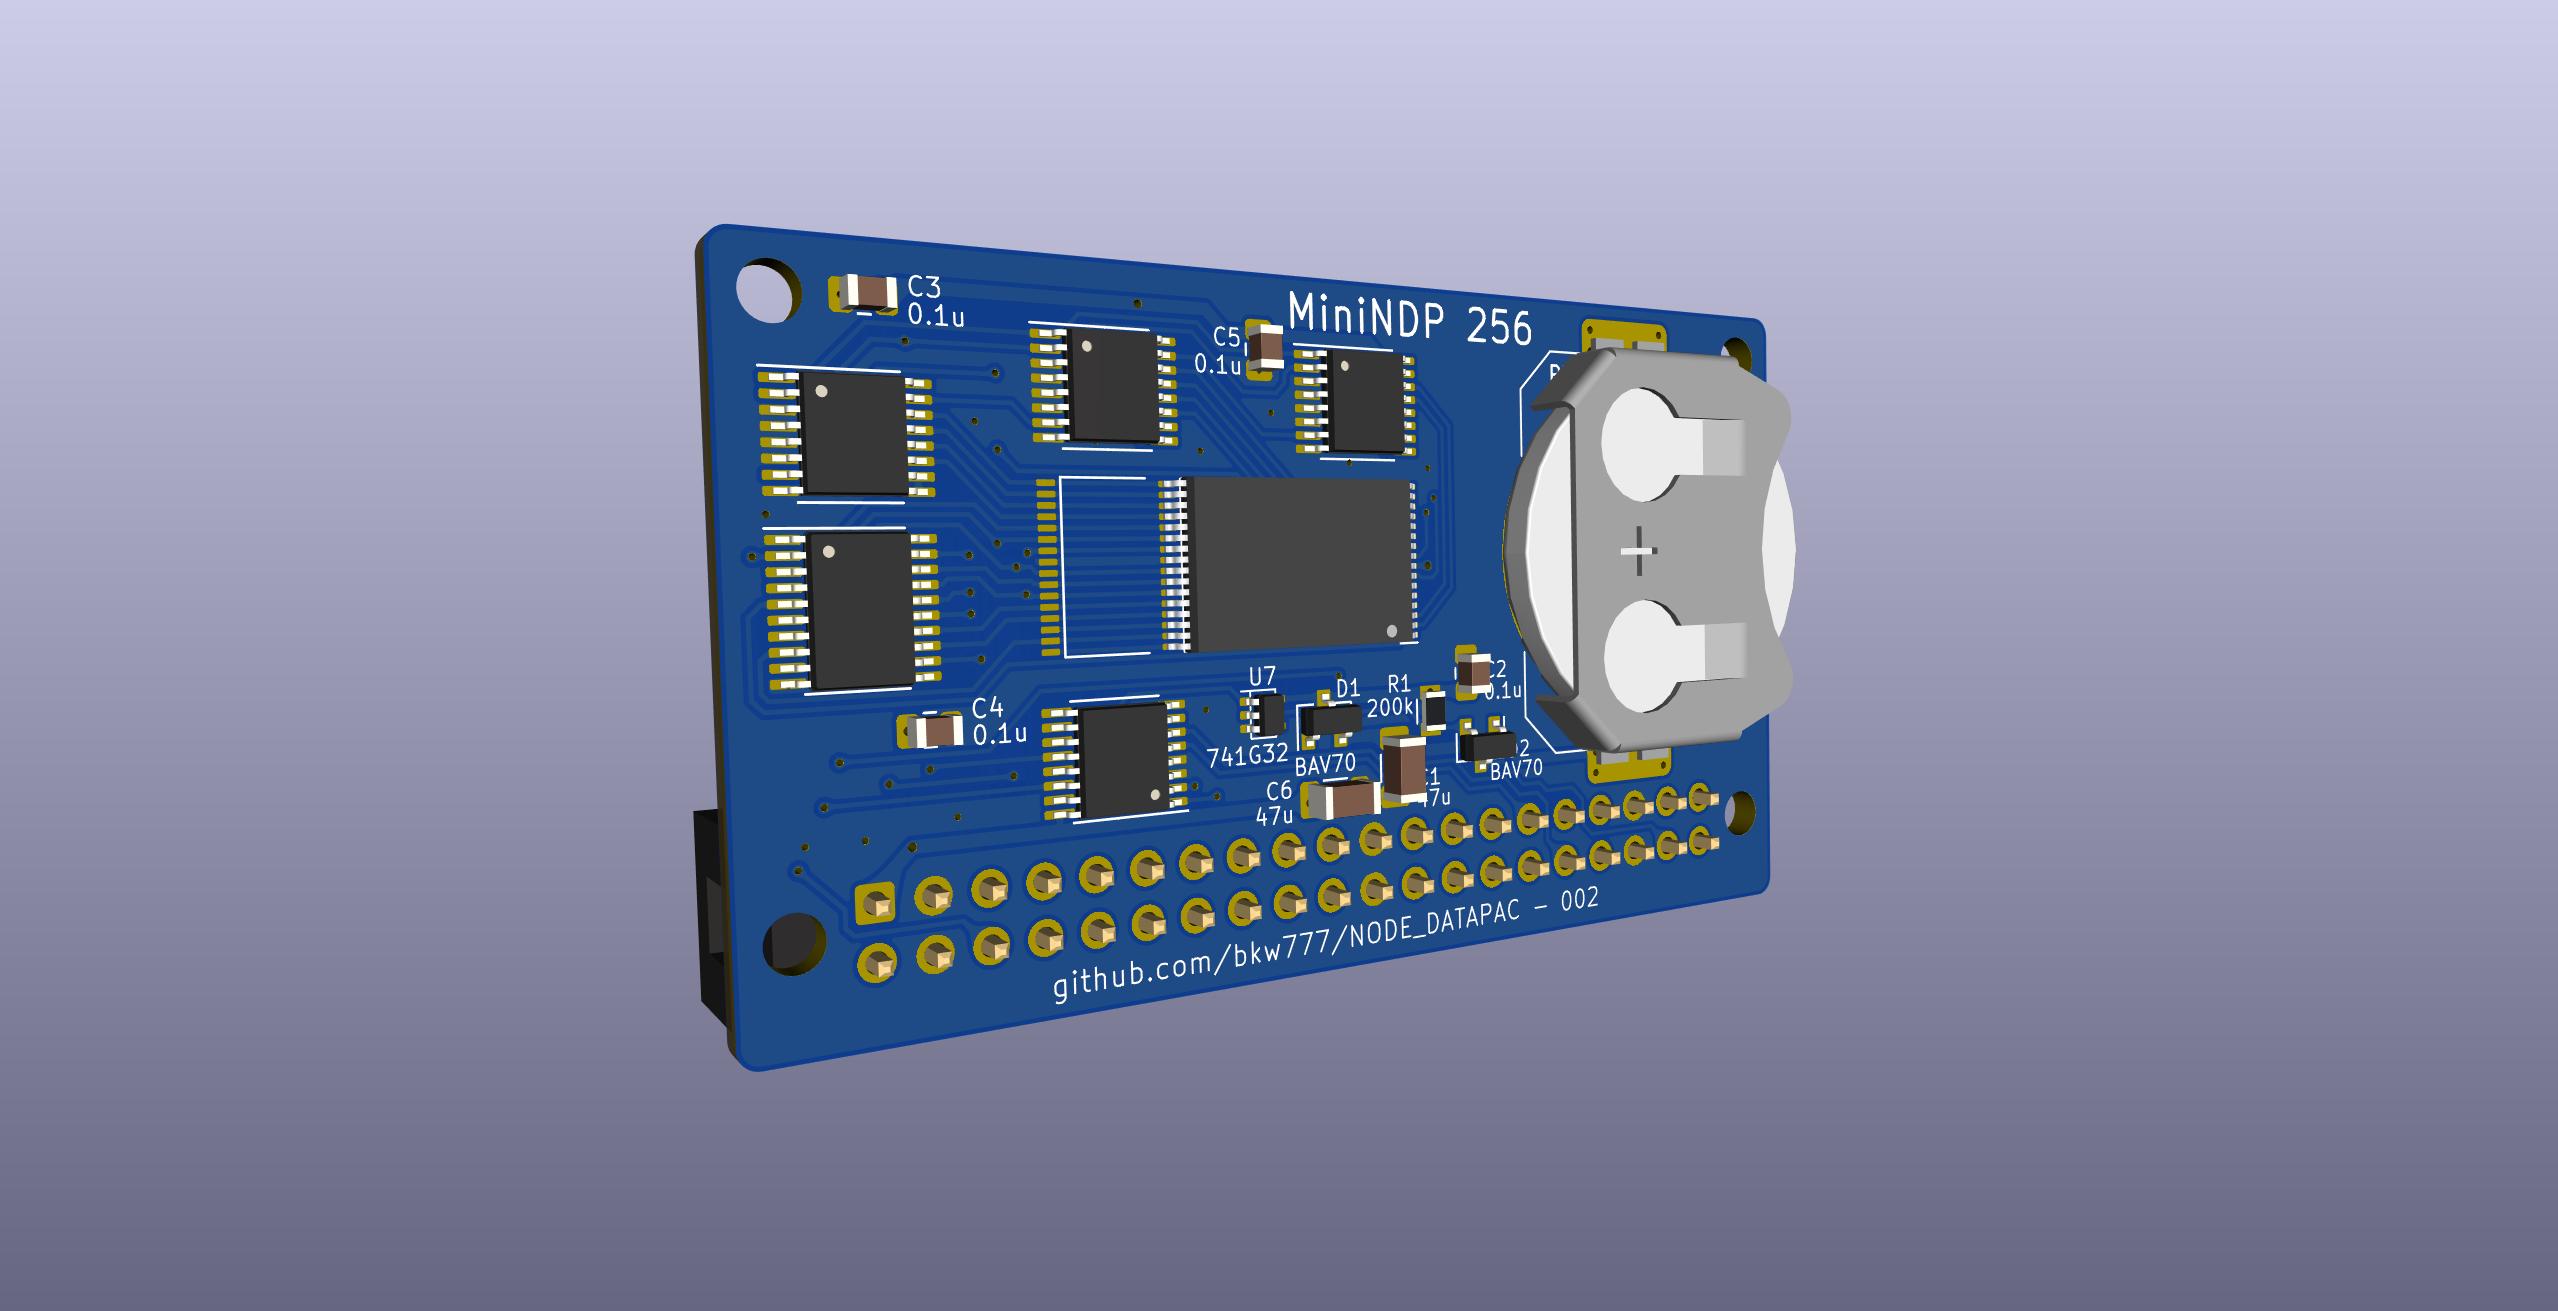 C3
0.1u
MiniNDP 256
C5
0.1u
U7
D1
R1
200k
0.1u
C4
0.1u
741G32
BAV70
BAV70
C6
47u
47u
github.com/bkw777/NODE_DATAPAC - 002